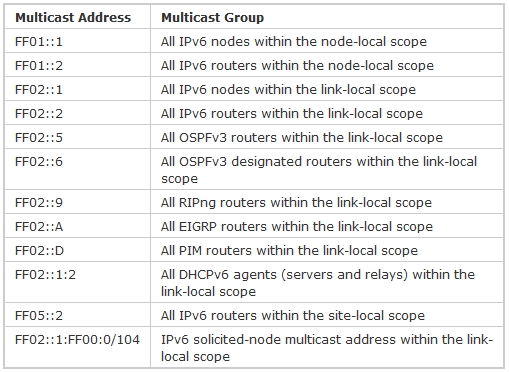 Multicast Address Multicast Group
FF01::1 All IPv6 nodes within the node-local scope
FF01::2 All IPv6 routers within the node-local scope
FF02::1 All IPv6 nodes within the link-local scope
FF02::2 All IPv6 routers within the link-local scope
FF02::5 All OSPFv3 routers within the link-local scope
FF02::6 All OSPFv3 designated routers within the link-local
scope
FF02::9 All RIPng routers within the link-local scope
FF02::A All EIGRP routers within the link-local scope
FF02::D All PIM routers within the link-local scope
FF02::1:2 All DHCPv6 agents (servers and relays) within the
link-local scope
FF05::2 All IPv6 routers within the site-local scope
FF02::1:FF00:0/104 IPv6 solicited-node multicast address within the link-
local scope